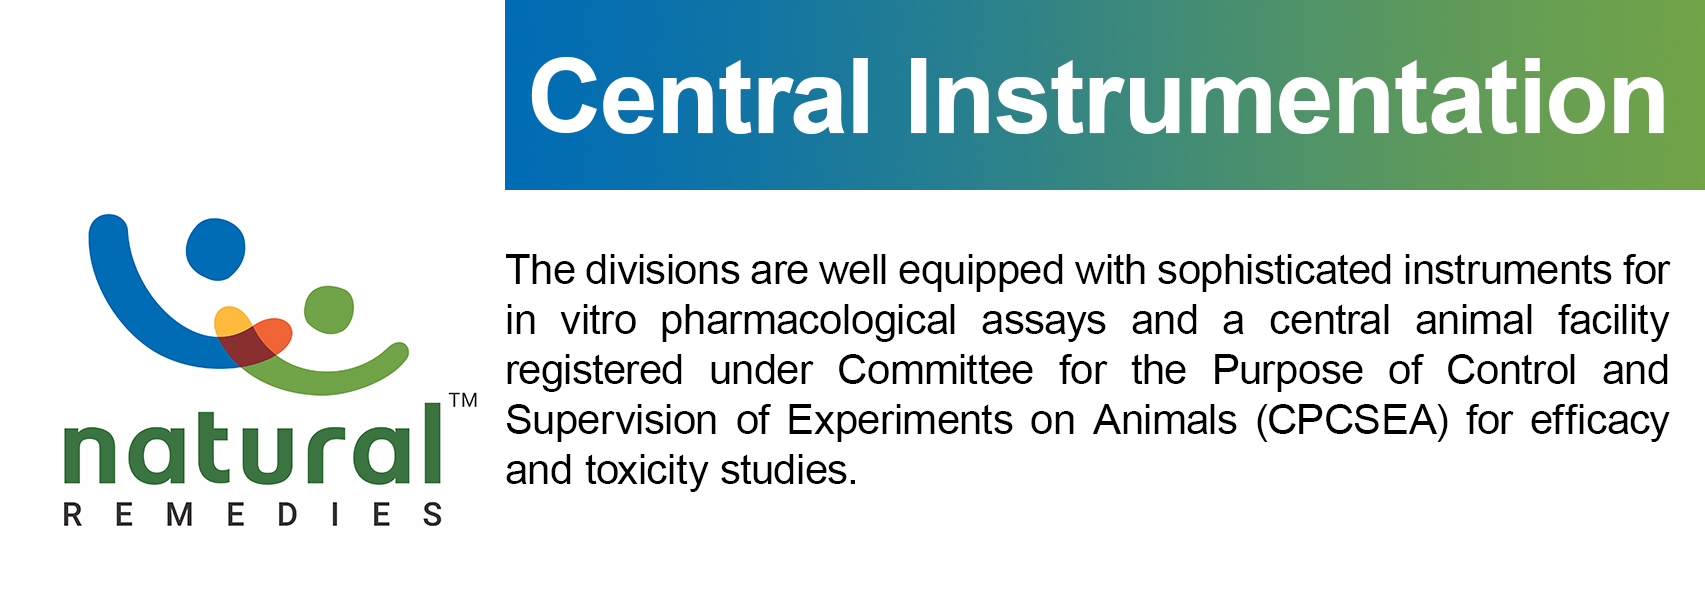 Central Instrumentation
The divisions are well equipped with sophisticated instruments for
in vitro pharmacological assays and a central animal facility
registered under Committee for the Purpose of Control and
Supervision of Experiments on Animals (CPCSEA) for efficacy
and toxicity studies.
natural TM
REMEDIES